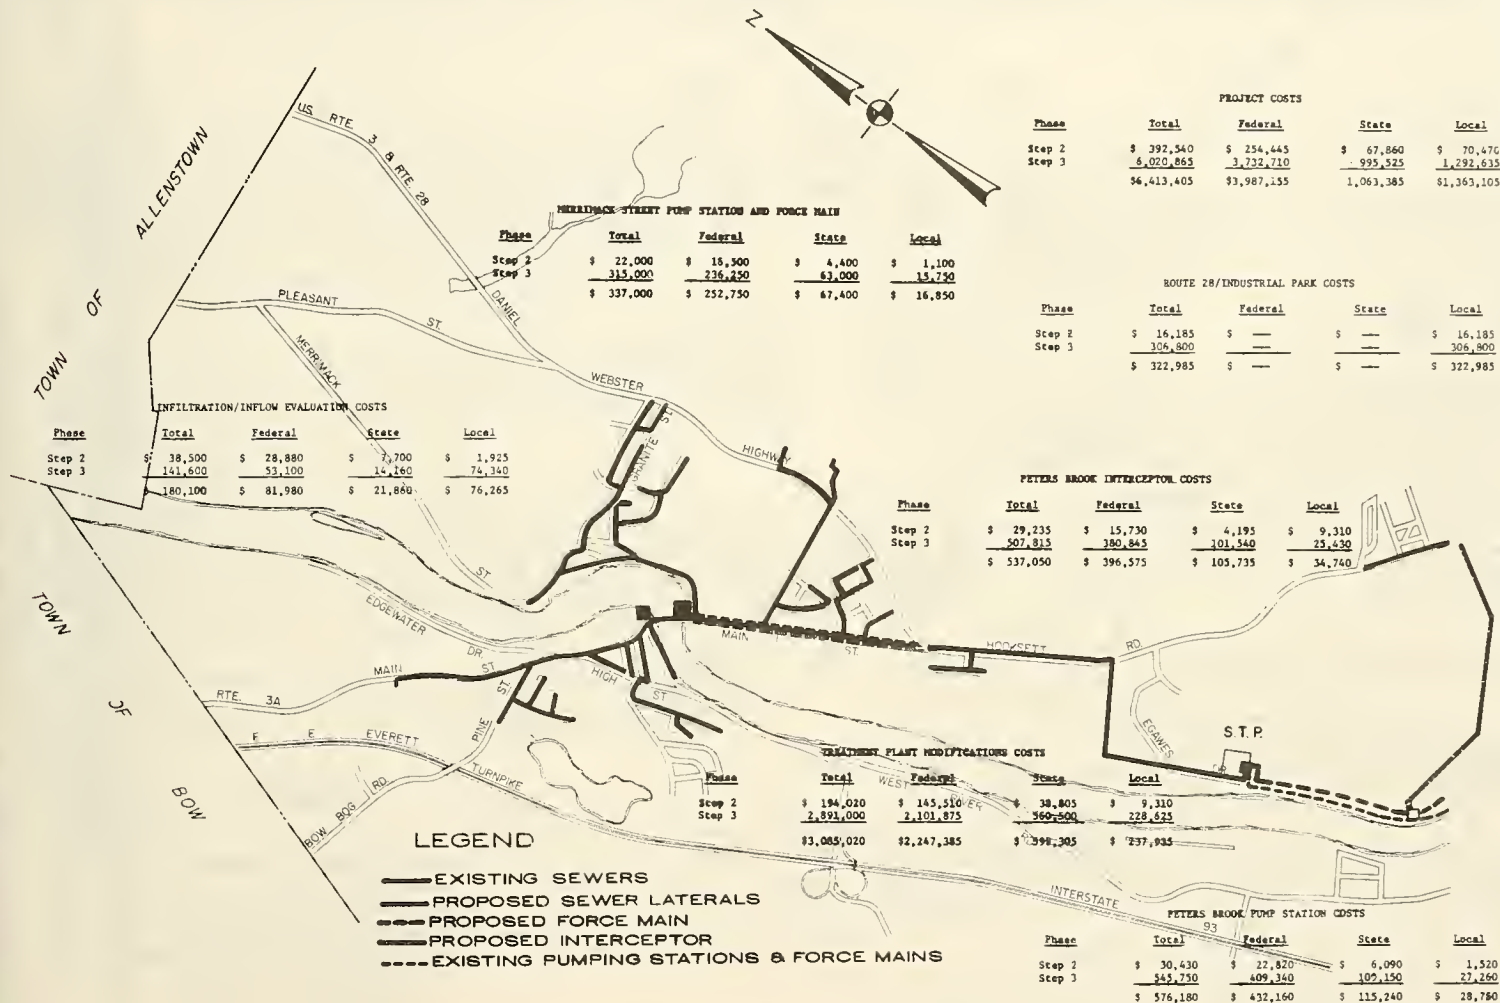 N
PROJECT COSTS
Phase Total Federal State Local
Step 2 $ 392,540 $ 254,445 $ 67,860 $ 70,470
Step 3 6,020,865 3,732,710 995,525 1,292,635
$6,413,405 $3,987,155 1,063,385 $1,363,105
U.S. RTE. 3 & RTE. 28
TOWN OF ALLENSTOWN
MERRIMACK STREET PUMP STATION AND FORCE MAIN
Phase Total Federal State Local
Step 2 $ 22,000 $ 16,500 $ 4,400 $ 1,100
Step 3 315,000 236,250 63,000 15,750
$ 337,000 $ 252,750 $ 67,400 $ 16,850
ROUTE 28/INDUSTRIAL PARK COSTS
Phase Total Federal State Local
Step 2 $ 16,185 $ — $ — $ 16,185
Step 3 306,800 — — 306,800
$ 322,985 $ — $ — $ 322,985
PLEASANT ST.
DANIEL
MERRIMACK
WEBSTER
HIGHWAY
GRANITE ST.
INFILTRATION/INFLOW EVALUATION COSTS
Phase Total Federal State Local
Step 2 $ 38,500 $ 28,880 $ 7,700 $ 1,925
Step 3 141,600 53,100 14,160 74,340
$ 180,100 $ 81,980 $ 21,860 $ 76,265
PETERS BROOK INTERCEPTOR COSTS
Phase Total Federal State Local
Step 2 $ 29,235 $ 15,730 $ 4,195 $ 9,310
Step 3 507,815 380,845 101,540 25,430
$ 537,050 $ 396,575 $ 105,735 $ 34,740
ST
EDGEWATER DR.
MAIN ST.
HOOKSETT RD.
MAIN ST.
HIGH ST
RTE. 3A
PINE ST.
F E EVERETT TURNPIKE
BOW BOG RD.
TOWN OF BOW
EGAWES
DR.
S.T.P.
TREATMENT PLANT MODIFICATIONS COSTS
Phase Total Federal State Local
Step 2 $ 194,020 $ 145,510 $ 38,805 $ 9,310
Step 3 2,891,000 2,101,875 560,500 228,625
$3,085,020 $2,247,385 $ 599,305 $ 237,935
WEST RIVER
INTERSTATE
93
LEGEND
EXISTING SEWERS
PROPOSED SEWER LATERALS
PROPOSED FORCE MAIN
PROPOSED INTERCEPTOR
EXISTING PUMPING STATIONS & FORCE MAINS
PETERS BROOK PUMP STATION COSTS
Phase Total Federal State Local
Step 2 $ 30,430 $ 22,820 $ 6,090 $ 1,520
Step 3 545,750 409,340 109,150 27,260
$ 576,180 $ 432,160 $ 115,240 $ 28,780